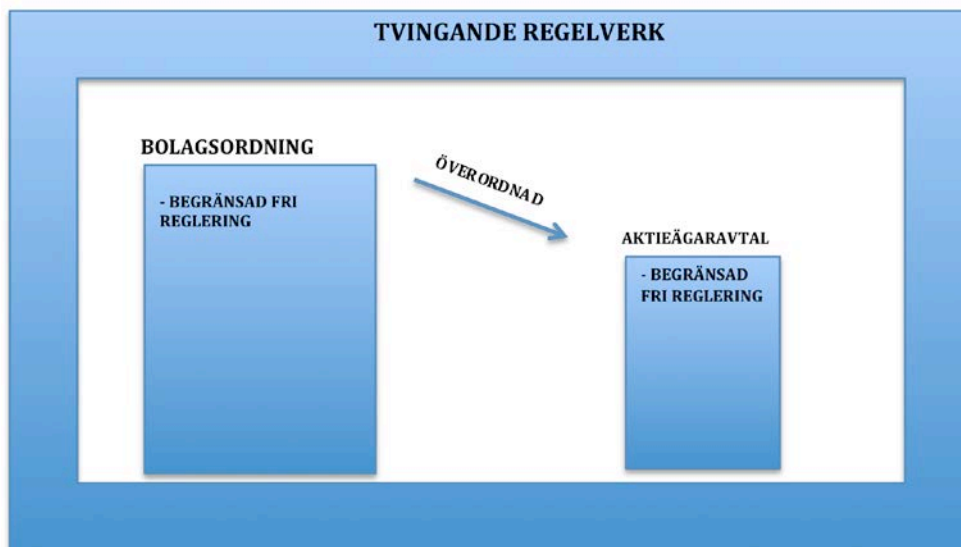 TVINGANDE REGELVERK
BOLAGSORDNING
- BEGRÄNSAD FRI
REGLERING
ÖVERORDNAD
AKTIEÄGARAVTAL
- BEGRÄNSAD
FRI REGLERING